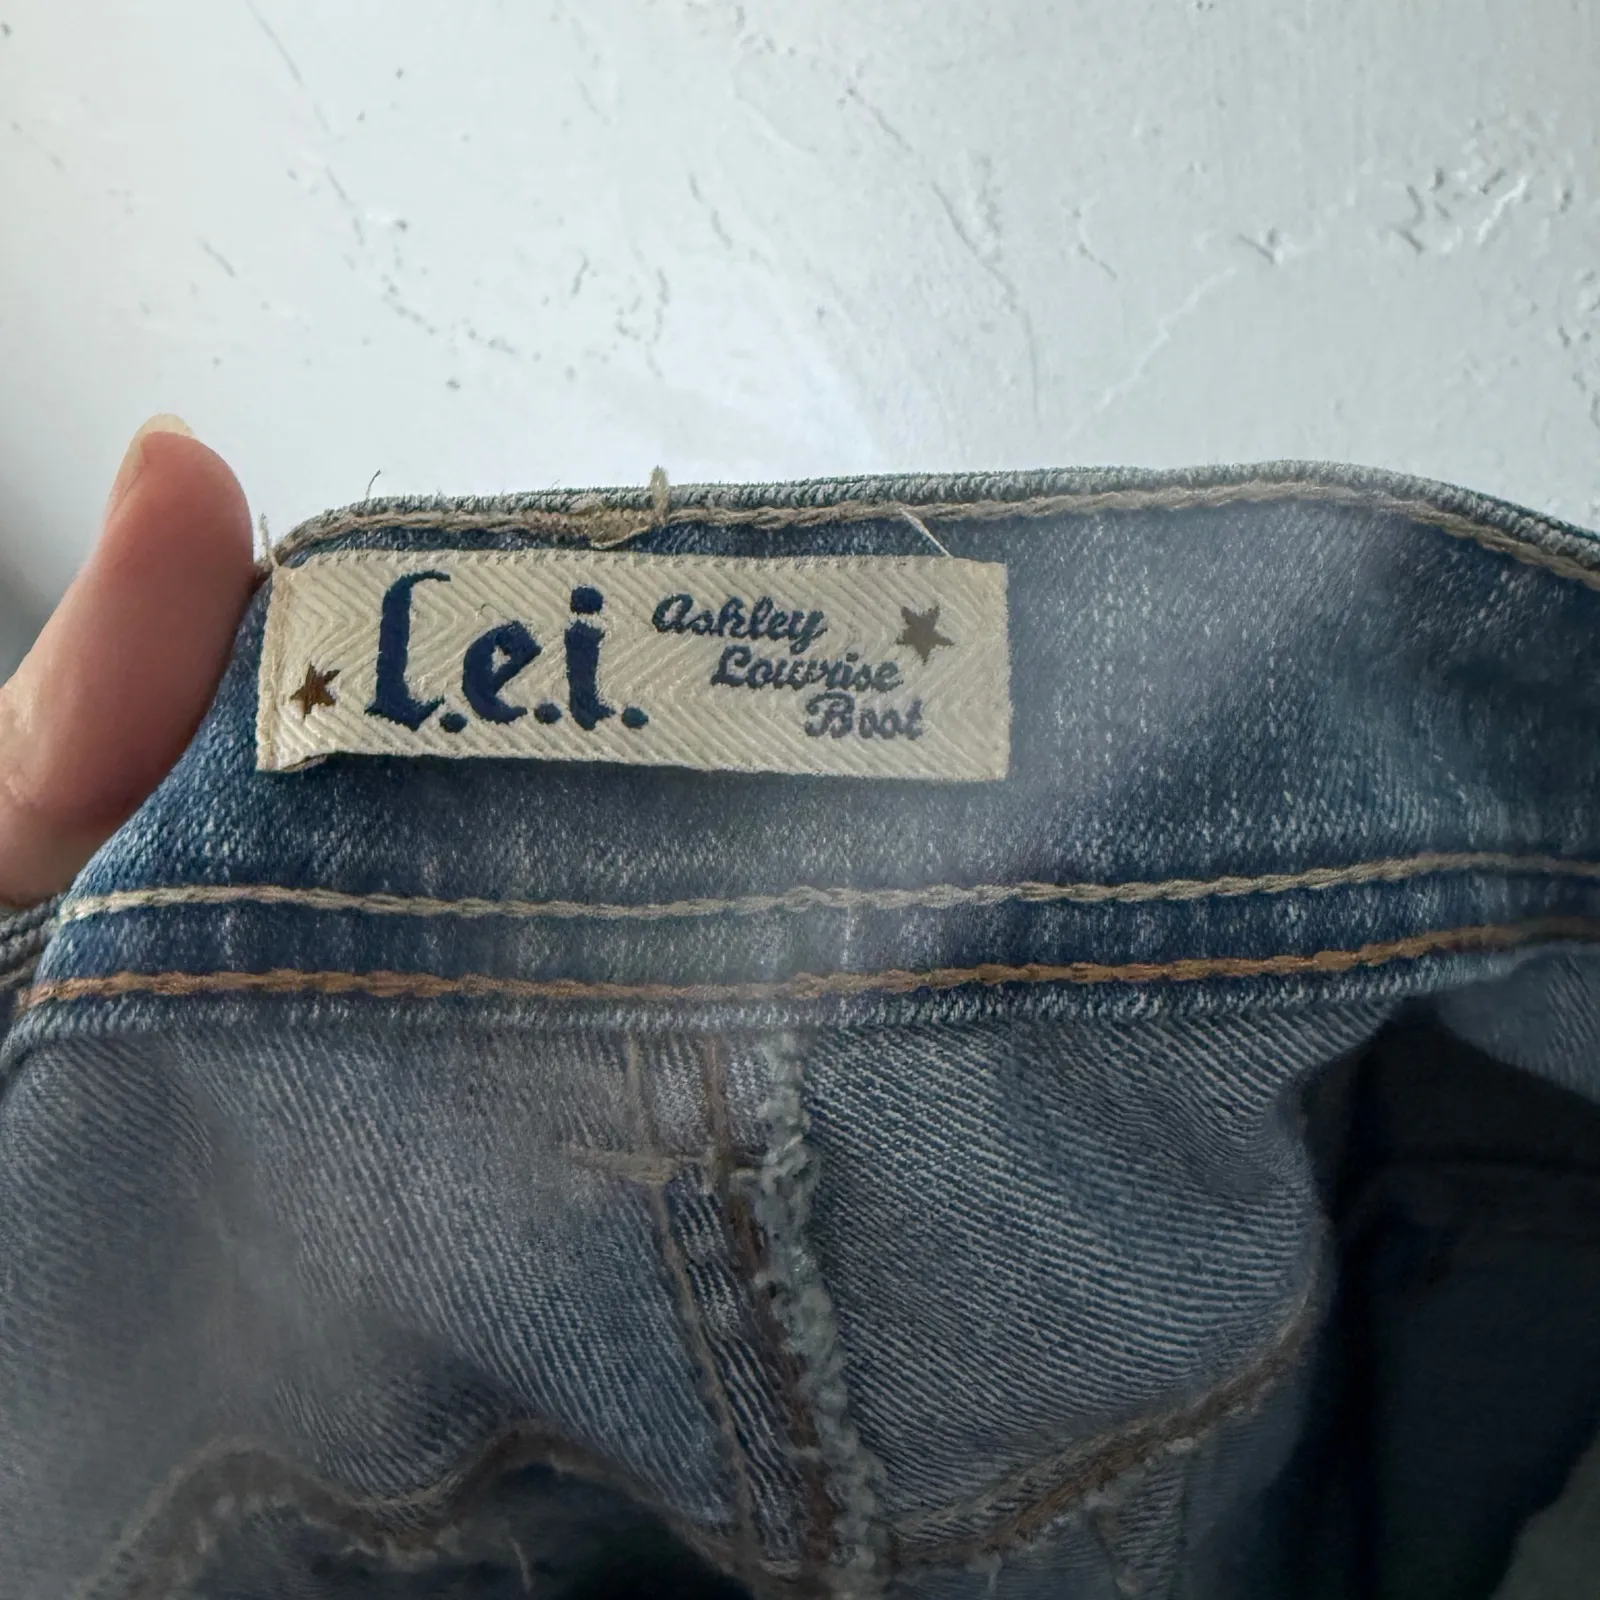 l.e.i.
Ashley
Lowrise
Boot